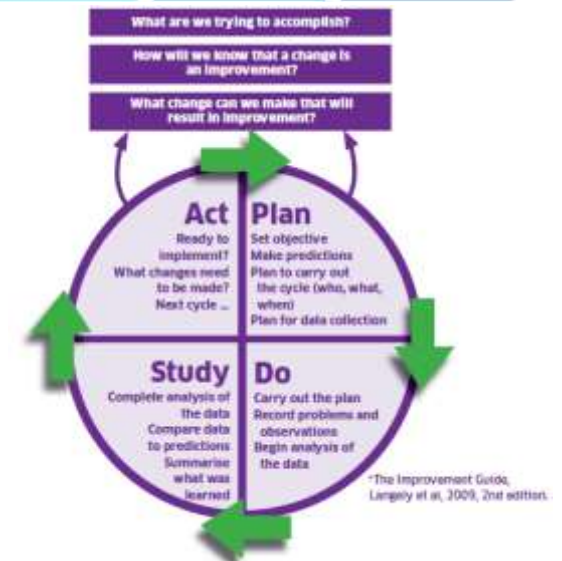 What are we trying to accomplish?
How will we know that a change is
an improvement?
What change can we make that will
result in improvement?
Act
Ready to
implement?
What changes need
to be made?
Next cycle ...
Plan
Set objective
Make predictions
Plan to carry out
the cycle (who, what,
when)
Plan for data collection
Study
Complete analysis of
the data
Compare data
to predictions
Summarise
what was
learned
Do
Carry out the plan
Record problems and
observations
Begin analysis of
the data
*The Improvement Guide,
Langely et al, 2009, 2nd edition.